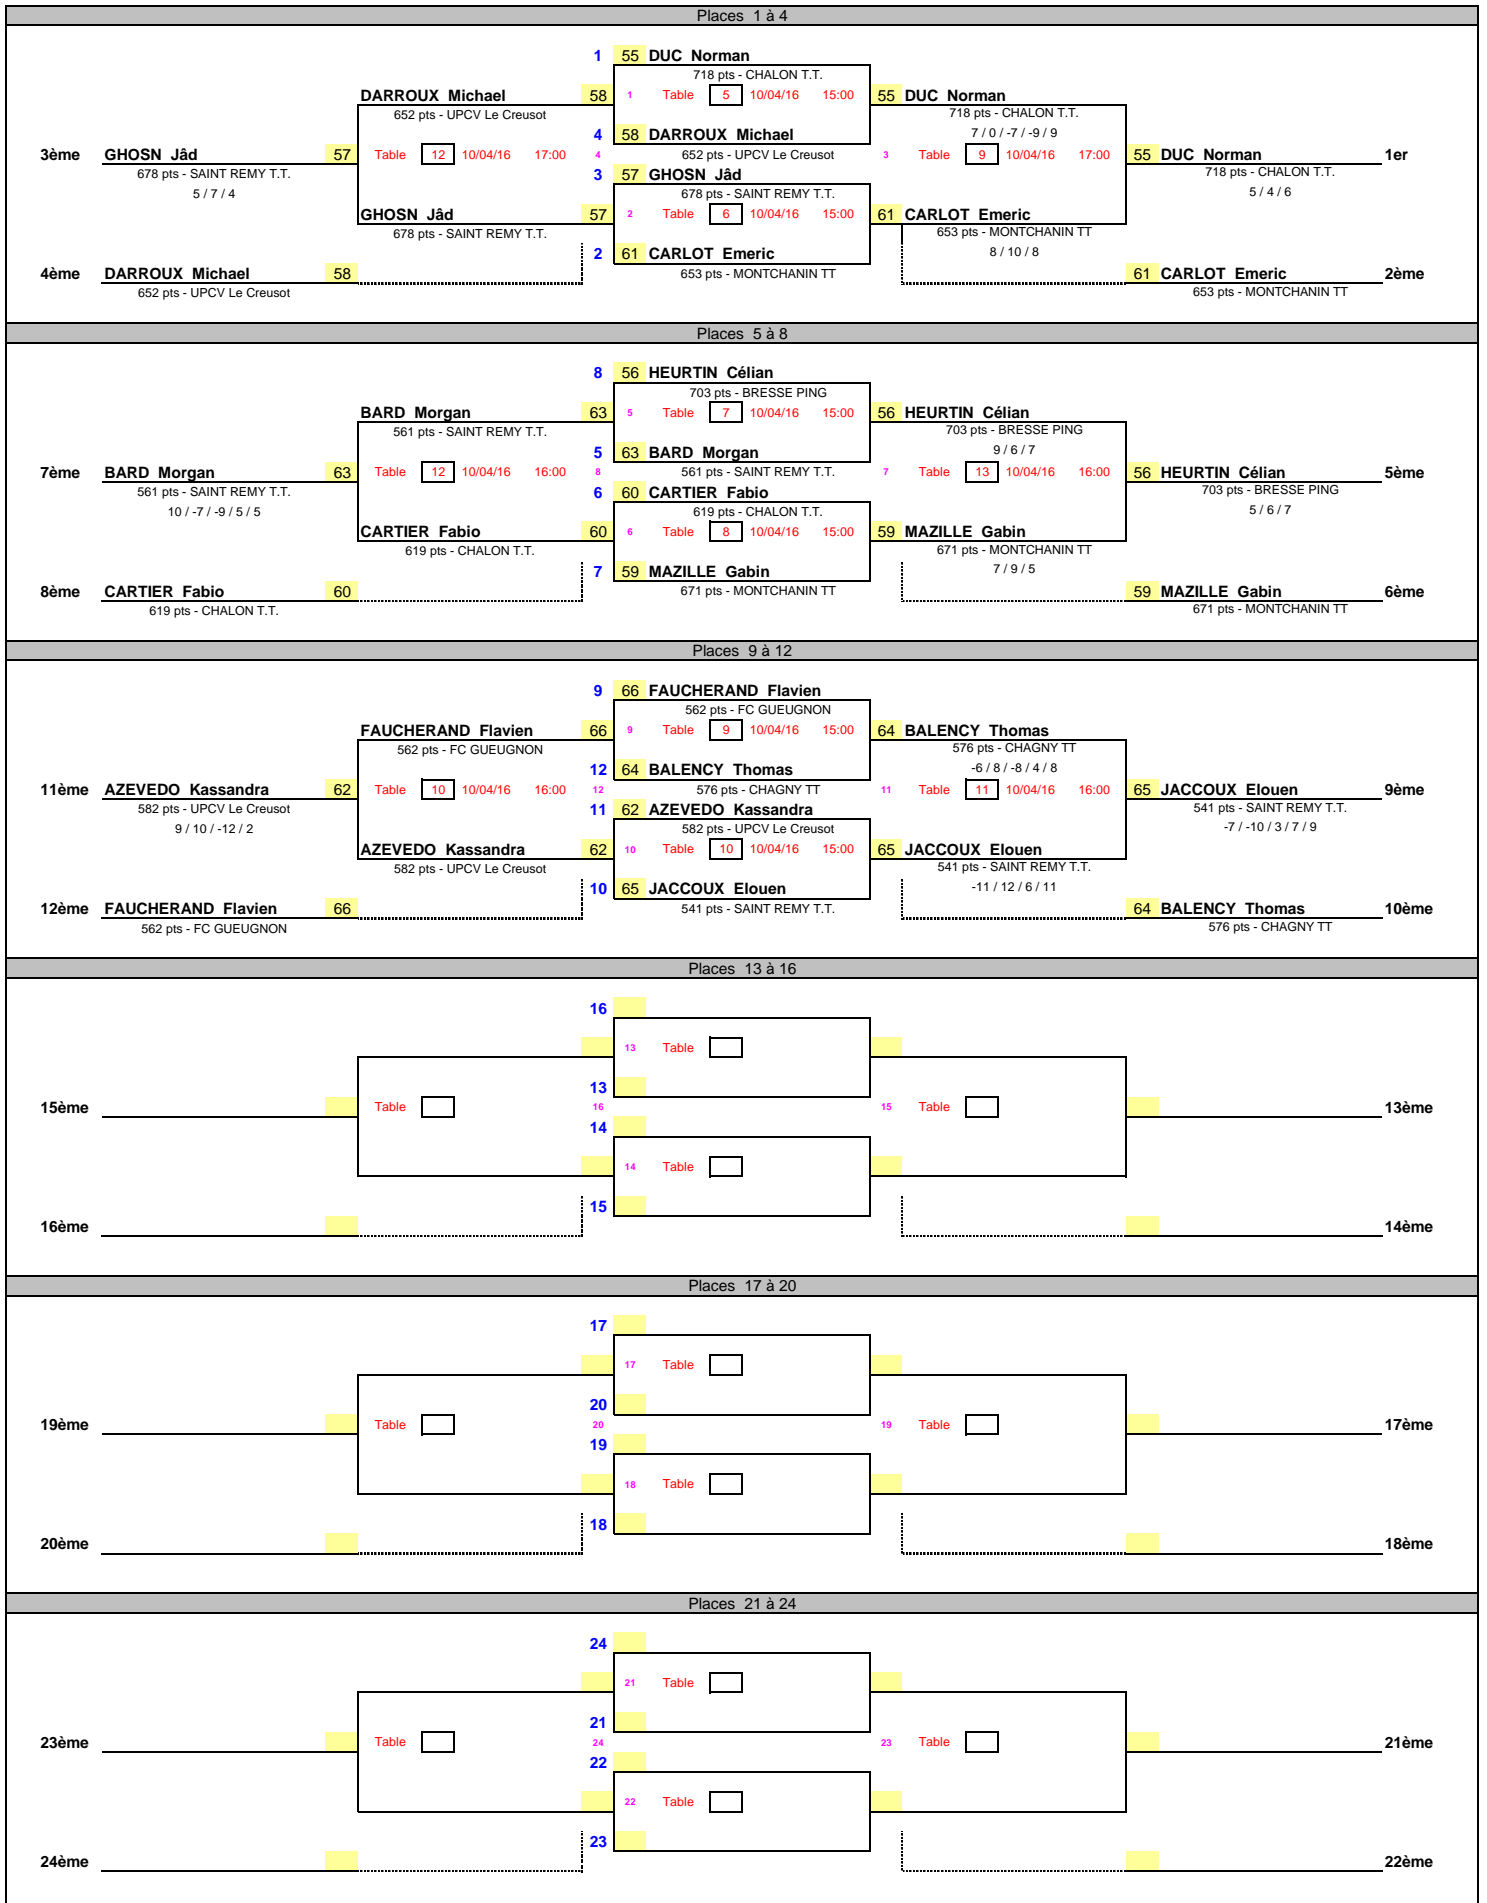 Places 1 à 4
1 55 DUC Norman
718 pts - CHALON T.T.
DARROUX Michael 58 1 Table 5 10/04/16 15:00 55 DUC Norman
652 pts - UPCV Le Creusot 718 pts - CHALON T.T.
4 58 DARROUX Michael 7 / 0 / -7 / -9 / 9
3ème GHOSN Jâd 57 Table 12 10/04/16 17:00 4 652 pts - UPCV Le Creusot 3 Table 9 10/04/16 17:00 55 DUC Norman 1er
678 pts - SAINT REMY T.T. 3 57 GHOSN Jâd 718 pts - CHALON T.T.
5 / 7 / 4 678 pts - SAINT REMY T.T. 5 / 4 / 6
GHOSN Jâd 57 2 Table 6 10/04/16 15:00 61 CARLOT Emeric
678 pts - SAINT REMY T.T. 653 pts - MONTCHANIN TT
2 61 CARLOT Emeric 8 / 10 / 8
4ème DARROUX Michael 58 653 pts - MONTCHANIN TT 61 CARLOT Emeric 2ème
652 pts - UPCV Le Creusot 653 pts - MONTCHANIN TT
Places 5 à 8
8 56 HEURTIN Célian
703 pts - BRESSE PING
BARD Morgan 63 5 Table 7 10/04/16 15:00 56 HEURTIN Célian
561 pts - SAINT REMY T.T. 703 pts - BRESSE PING
5 63 BARD Morgan 9 / 6 / 7
7ème BARD Morgan 63 Table 12 10/04/16 16:00 8 561 pts - SAINT REMY T.T. 7 Table 13 10/04/16 16:00 56 HEURTIN Célian 5ème
561 pts - SAINT REMY T.T. 6 60 CARTIER Fabio 703 pts - BRESSE PING
10 / -7 / -9 / 5 / 5 619 pts - CHALON T.T. 5 / 6 / 7
CARTIER Fabio 60 6 Table 8 10/04/16 15:00 59 MAZILLE Gabin
619 pts - CHALON T.T. 671 pts - MONTCHANIN TT
7 59 MAZILLE Gabin 7 / 9 / 5
8ème CARTIER Fabio 60 671 pts - MONTCHANIN TT 59 MAZILLE Gabin 6ème
619 pts - CHALON T.T. 671 pts - MONTCHANIN TT
Places 9 à 12
9 66 FAUCHERAND Flavien
562 pts - FC GUEUGNON
FAUCHERAND Flavien 66 9 Table 9 10/04/16 15:00 64 BALENCY Thomas
562 pts - FC GUEUGNON 576 pts - CHAGNY TT
12 64 BALENCY Thomas -6 / 8 / -8 / 4 / 8
11ème AZEVEDO Kassandra 62 Table 10 10/04/16 16:00 12 576 pts - CHAGNY TT 11 Table 11 10/04/16 16:00 65 JACCOUX Elouen 9ème
582 pts - UPCV Le Creusot 11 62 AZEVEDO Kassandra 541 pts - SAINT REMY T.T.
9 / 10 / -12 / 2 582 pts - UPCV Le Creusot -7 / -10 / 3 / 7 / 9
AZEVEDO Kassandra 62 10 Table 10 10/04/16 15:00 65 JACCOUX Elouen
582 pts - UPCV Le Creusot 541 pts - SAINT REMY T.T.
10 65 JACCOUX Elouen -11 / 12 / 6 / 11
12ème FAUCHERAND Flavien 66 541 pts - SAINT REMY T.T. 64 BALENCY Thomas 10ème
562 pts - FC GUEUGNON 576 pts - CHAGNY TT
Places 13 à 16
16
13 Table
13
15ème Table 16 15 Table 13ème
14
14 Table
15
16ème 14ème
Places 17 à 20
17
17 Table
20
19ème Table 20 19 Table 17ème
19
18 Table
18
20ème 18ème
Places 21 à 24
24
21 Table
21
23ème Table 24 23 Table 21ème
22
22 Table
23
24ème 22ème